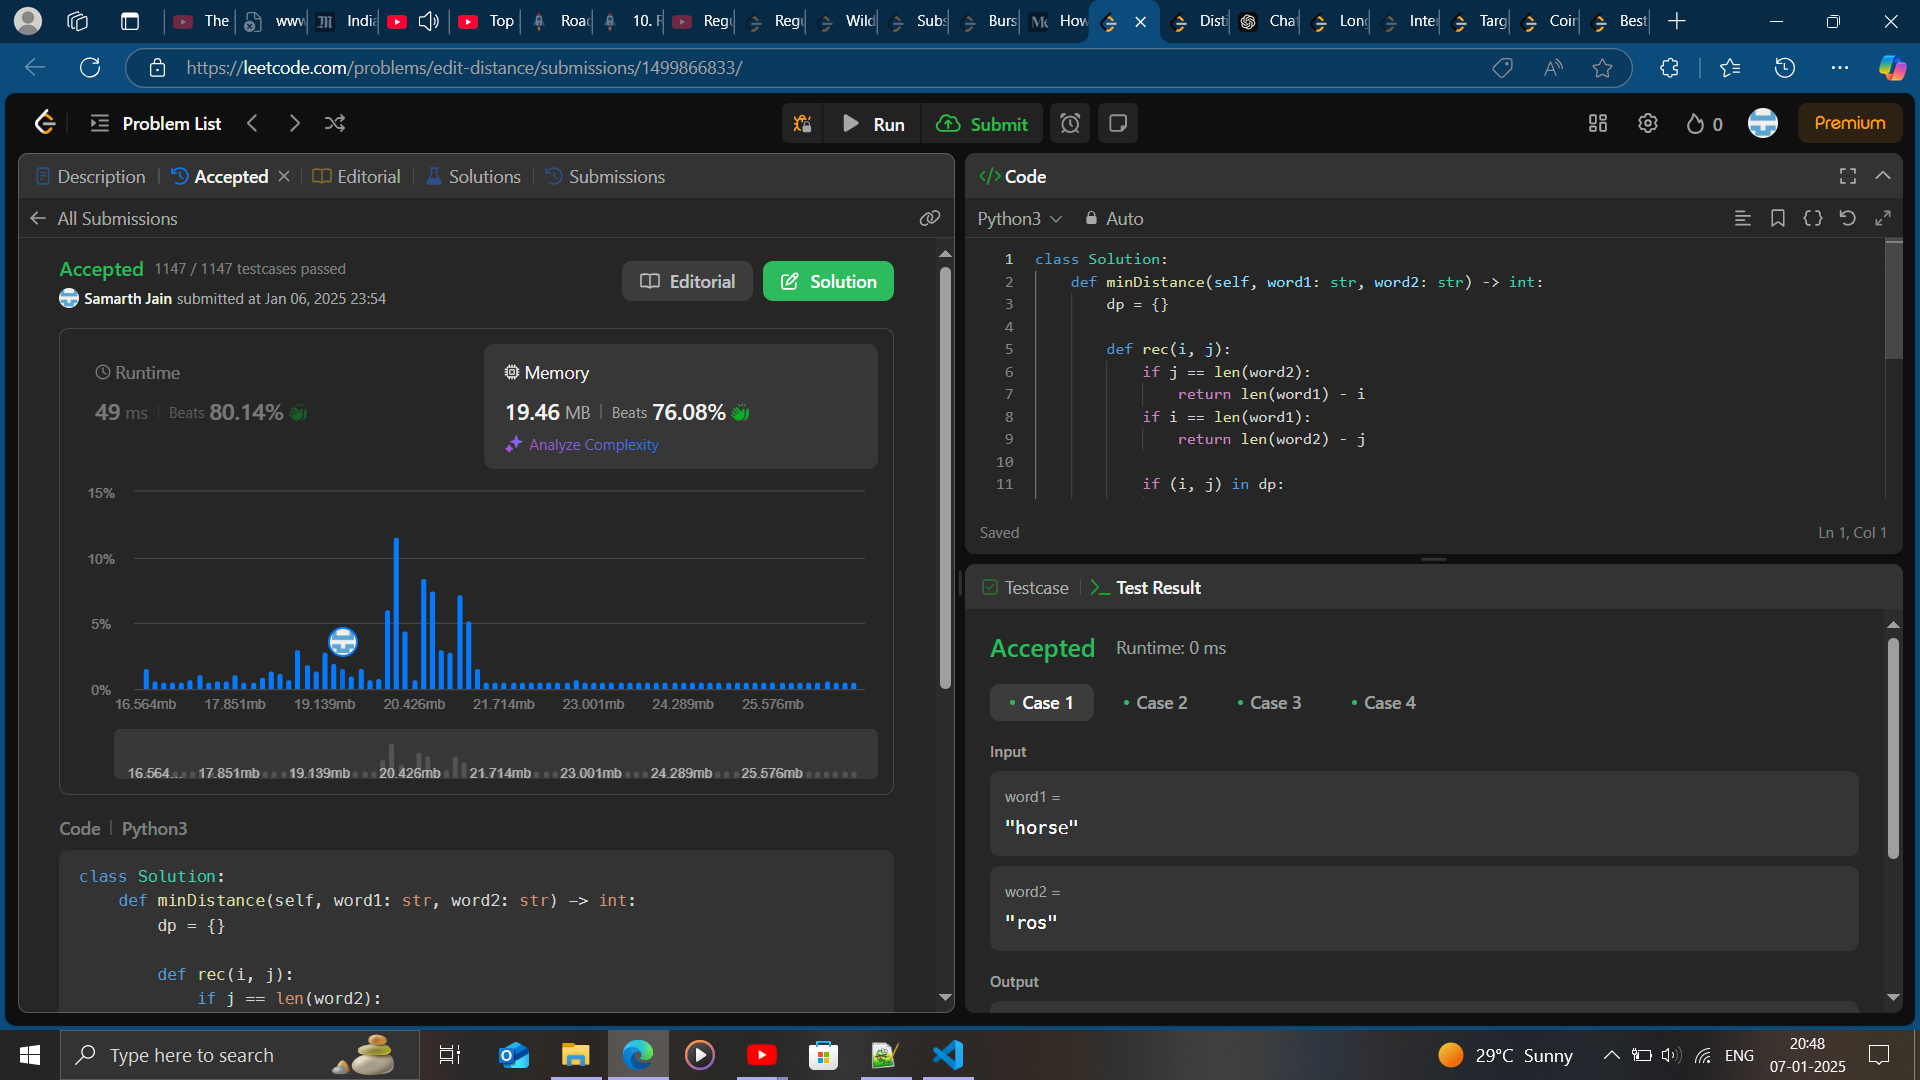 The
www
India
Top
Road
10. R
Regu
Regu
Wild
Subs
Burs
How
Disti
Cha
Long
Inter
Targ
Coin
Best
https://leetcode.com/problems/edit-distance/submissions/1499866833/
Problem List
Run
Submit
0
Premium
Description
Accepted
Editorial
Solutions
Submissions
All Submissions
Accepted 1147 / 1147 testcases passed
Samarth Jain submitted at Jan 06, 2025 23:54
Editorial
Solution
Runtime
49 ms | Beats 80.14%
Memory
19.46 MB | Beats 76.08%
Analyze Complexity
15%
10%
5%
0%
16.564mb 17.851mb 19.139mb 20.426mb 21.714mb 23.001mb 24.289mb 25.576mb
16.564... 17.851mb 19.139mb 20.426mb 21.714mb 23.001mb 24.289mb 25.576mb
Code | Python3
class Solution:
def minDistance(self, word1: str, word2: str) -> int:
dp = {}
def rec(i, j):
if j == len(word2):
</> Code
Python3
Auto
1 class Solution:
2 def minDistance(self, word1: str, word2: str) -> int:
3 dp = {}
4
5 def rec(i, j):
6 if j == len(word2):
7 return len(word1) - i
8 if i == len(word1):
9 return len(word2) - j
10
11 if (i, j) in dp:
Saved
Ln 1, Col 1
Testcase
Test Result
Accepted Runtime: 0 ms
Case 1
Case 2
Case 3
Case 4
Input
word1 =
"horse"
word2 =
"ros"
Output
Type here to search
29°C Sunny
ENG
20:48
07-01-2025